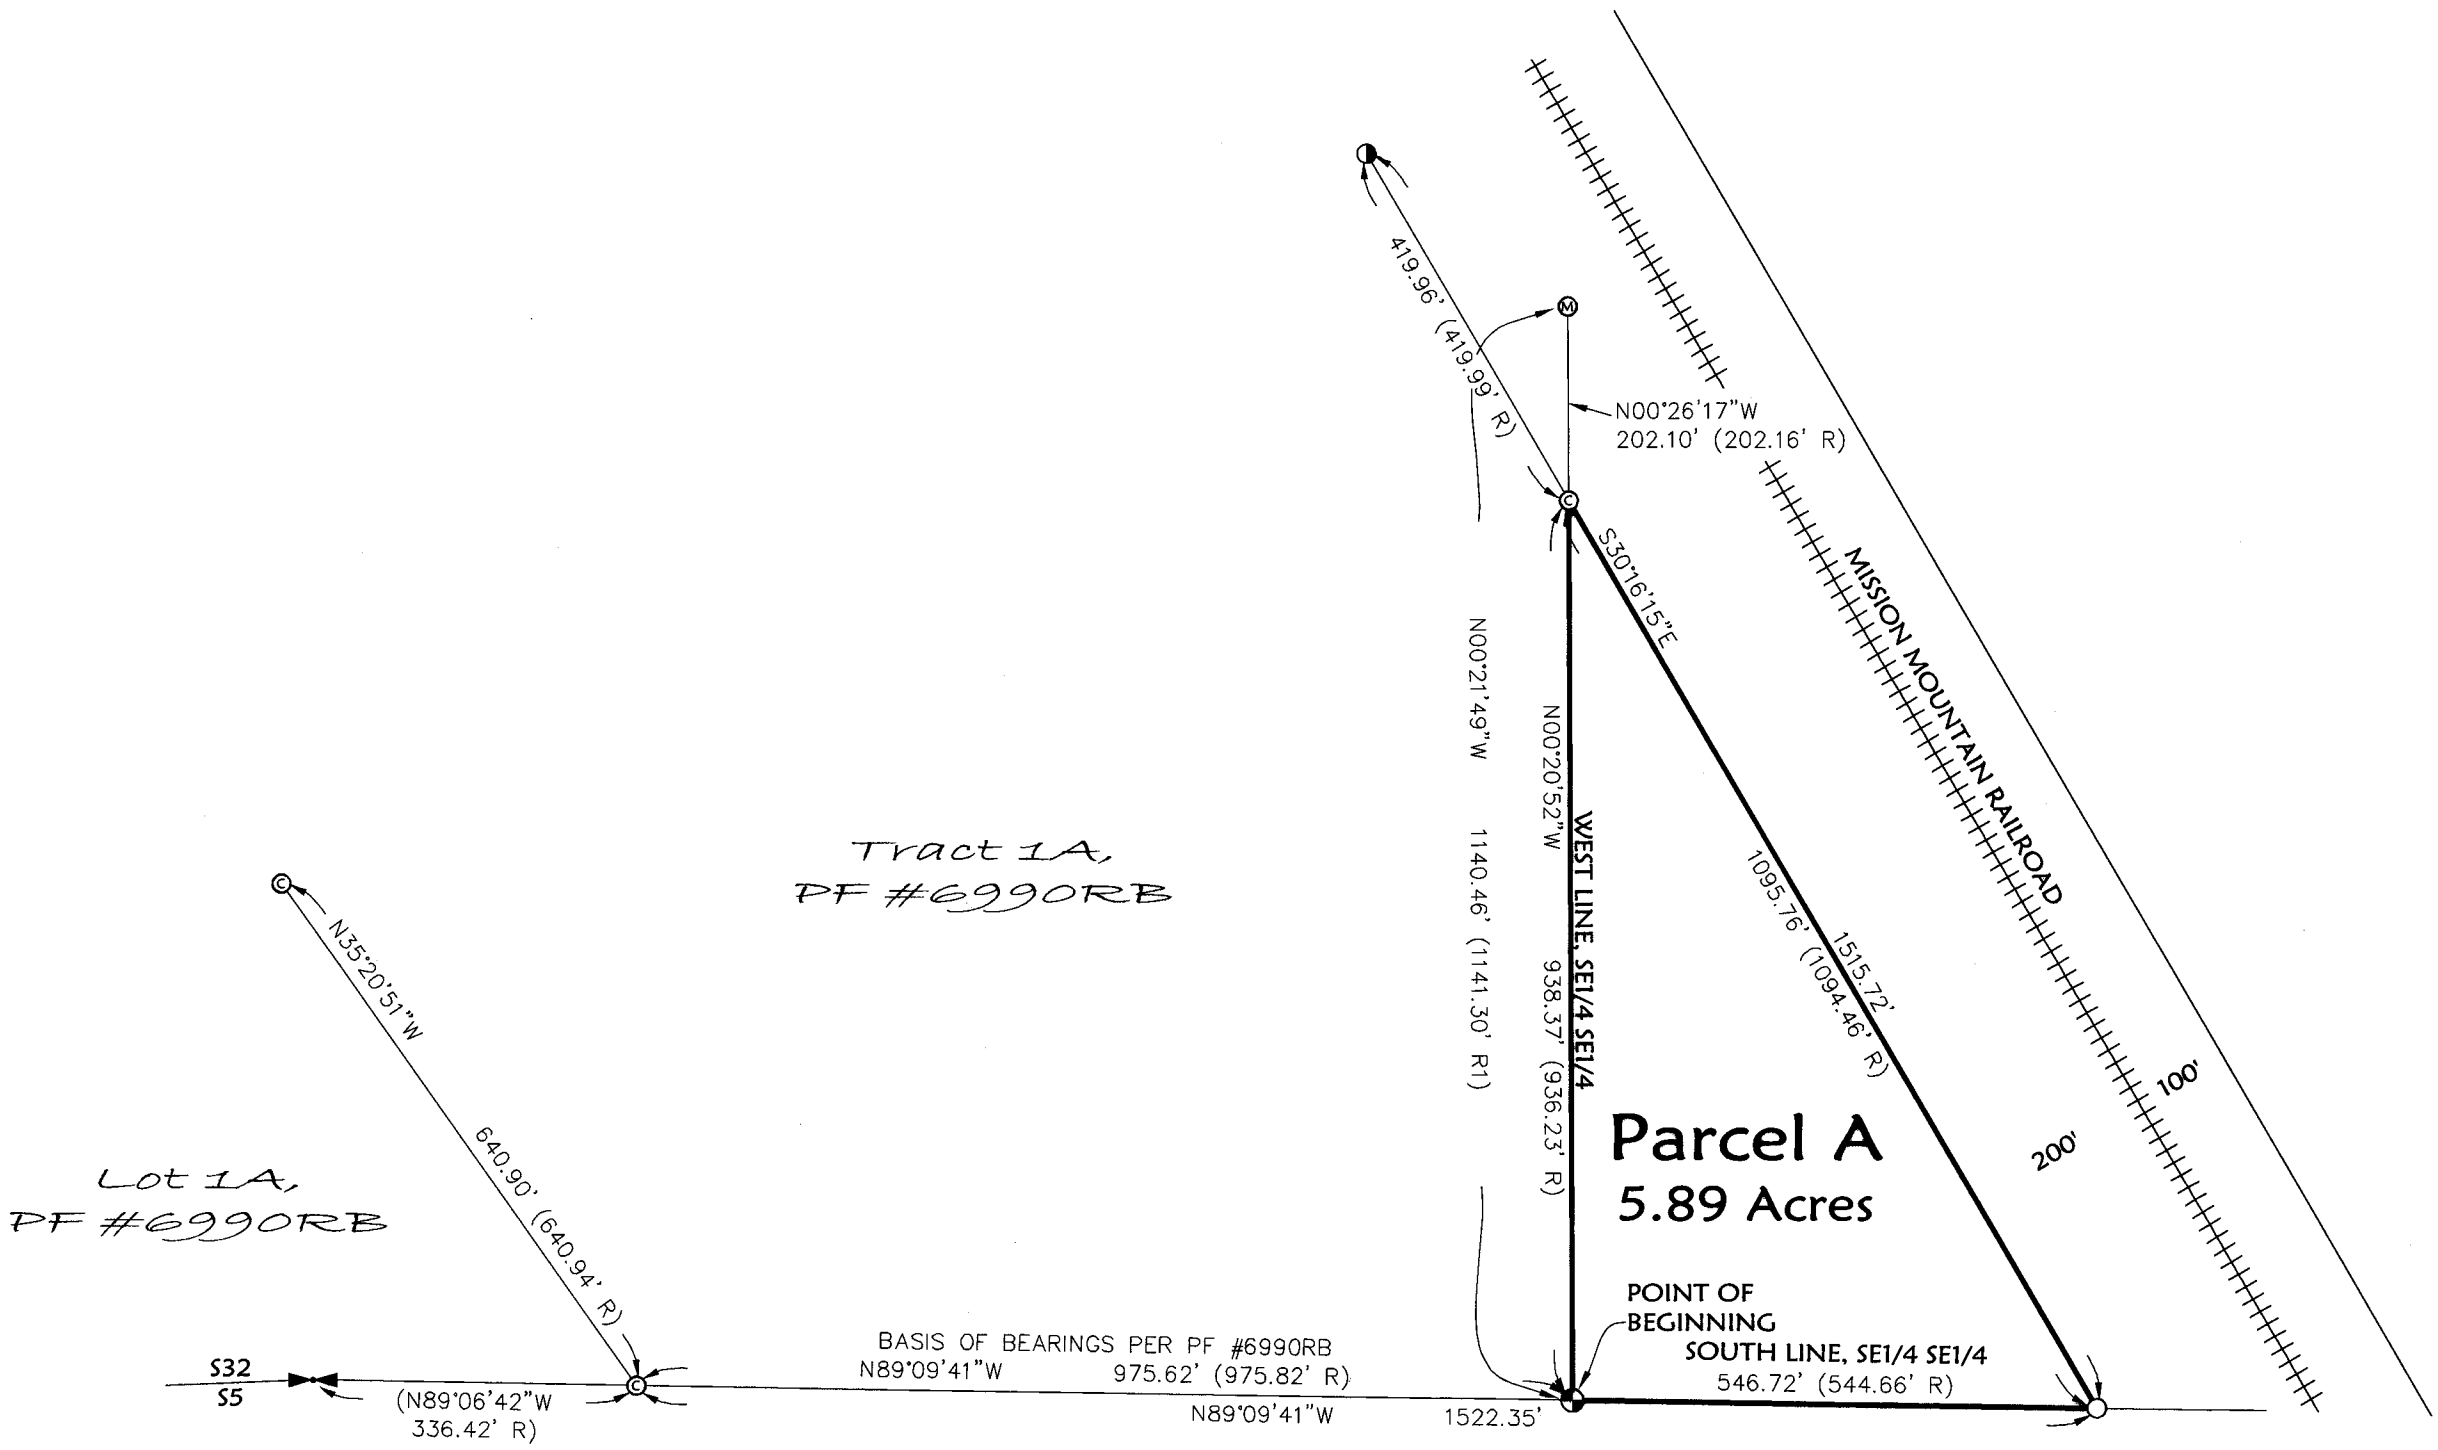 419.96' (419.99' R)
N00°26'17"W
202.10' (202.16' R)
S30°16'15"E
MISSION MOUNTAIN RAILROAD
N00°21'49"W 1140.46' (1141.30' R1)
N00°20'52"W 938.37' (936.23' R)
WEST LINE, SE1/4 SE1/4
1515.72'
1095.76' (1094.46' R)
Tract 1A,
PF #6990RB
N35°20'51"W
640.90' (640.94' R)
Lot 1A,
PF #6990RB
100'
200'
Parcel A
5.89 Acres
POINT OF
BEGINNING
SOUTH LINE, SE1/4 SE1/4
546.72' (544.66' R)
BASIS OF BEARINGS PER PF #6990RB
N89°09'41"W 975.62' (975.82' R)
N89°09'41"W 1522.35'
S32
S5
(N89°06'42"W
336.42' R)
C
C
C
M